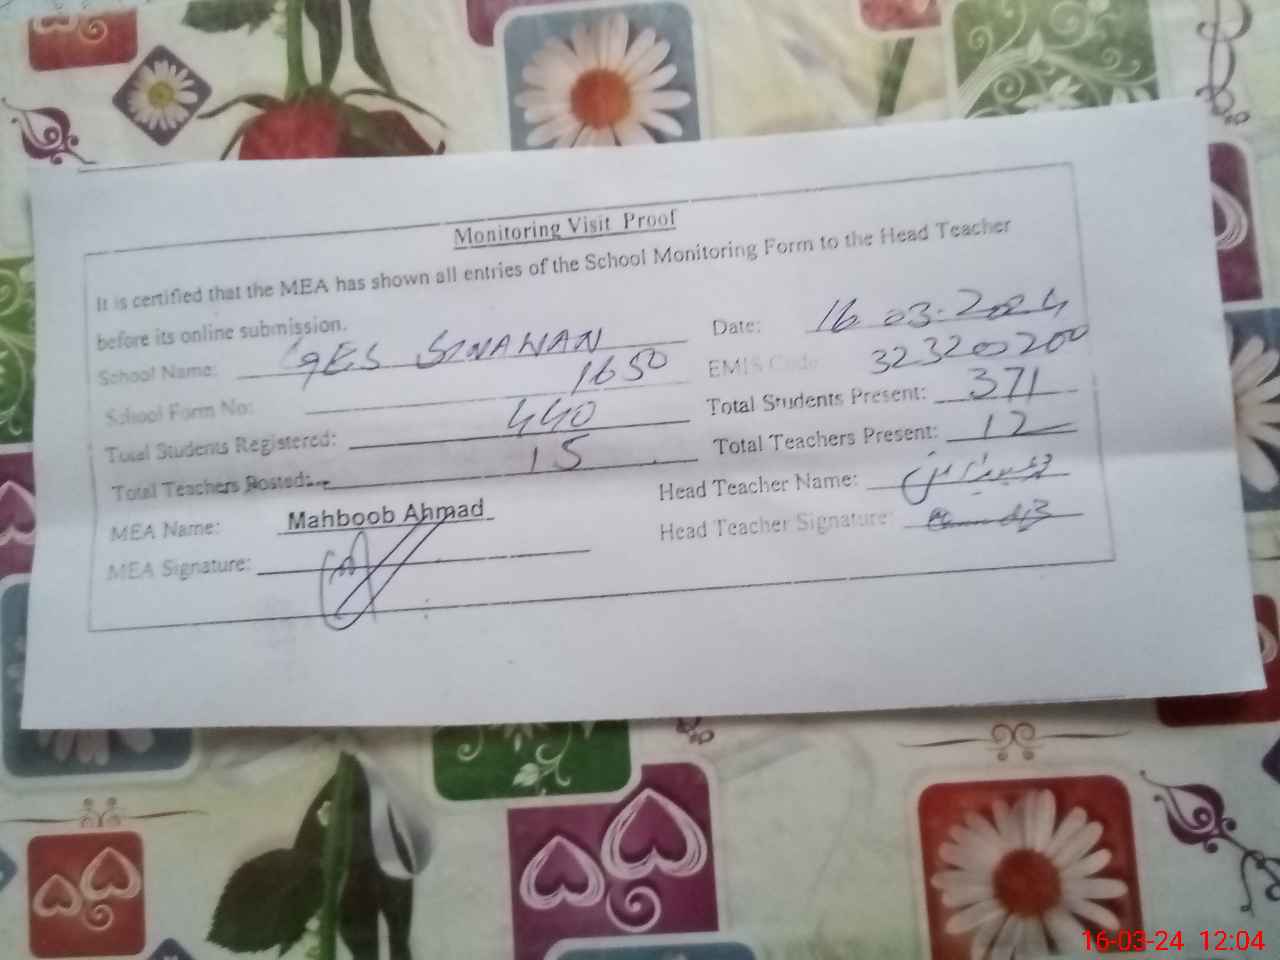 Monitoring Visit Proof
It is certified that the MEA has shown all entries of the School Monitoring Form to the Head Teacher
before its online submission.
Date: 16-03-2024
School Name: GES SINAWAN
EMIS Code 32320200
School Form No: 1650
Total Students Present: 371
Total Students Registered: 440
Total Teachers Present: 12
Total Teachers Posted: 15
Head Teacher Name:
MEA Name: Mahboob Ahmad
Head Teacher Signature:
MEA Signature:
16-03-24 12:04